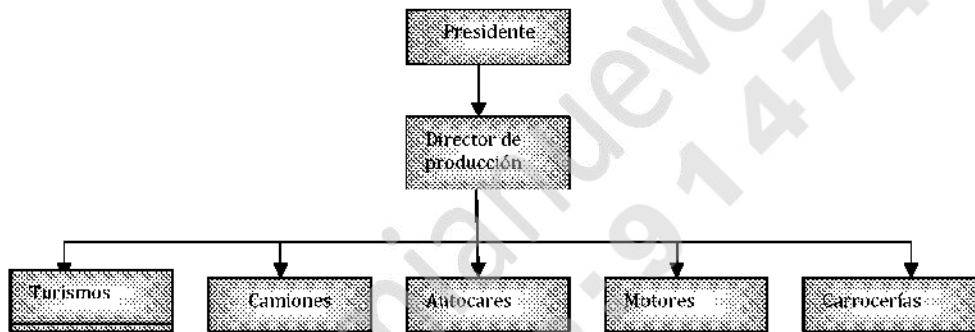 Presidente
Director de
producción
Turismos
Camiones
Autocares
Motores
Carrocerías